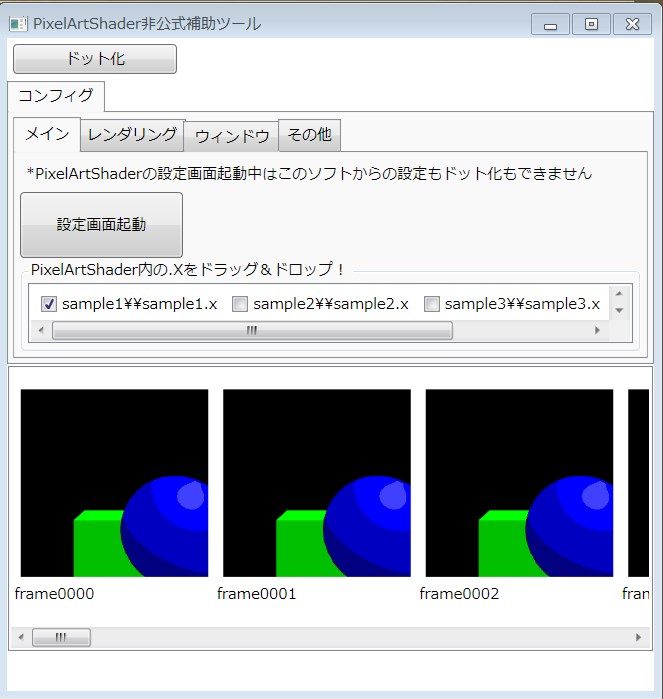 PixelArtShader非公式補助ツール
ドット化
コンフィグ
メイン レンダリング ウィンドウ その他
*PixelArtShaderの設定画面起動中はこのソフトからの設定もドット化もできません
設定画面起動
PixelArtShader内の.Xをドラッグ＆ドロップ！
sample1¥¥sample1.x sample2¥¥sample2.x sample3¥¥sample3.x
frame0000 frame0001 frame0002 fran